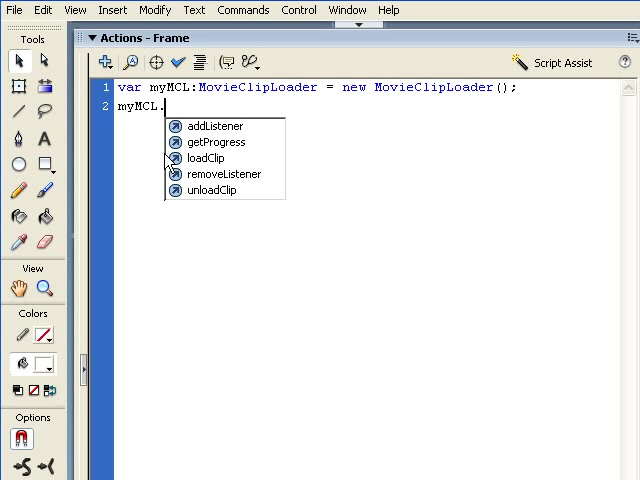 File Edit View Insert Modify Text Commands Control Window Help
Tools
Actions - Frame
Script Assist
1 var myMCL:MovieClipLoader = new MovieClipLoader();
2 myMCL.
addListener
getProgress
loadClip
removeListener
unloadClip
View
Colors
Options